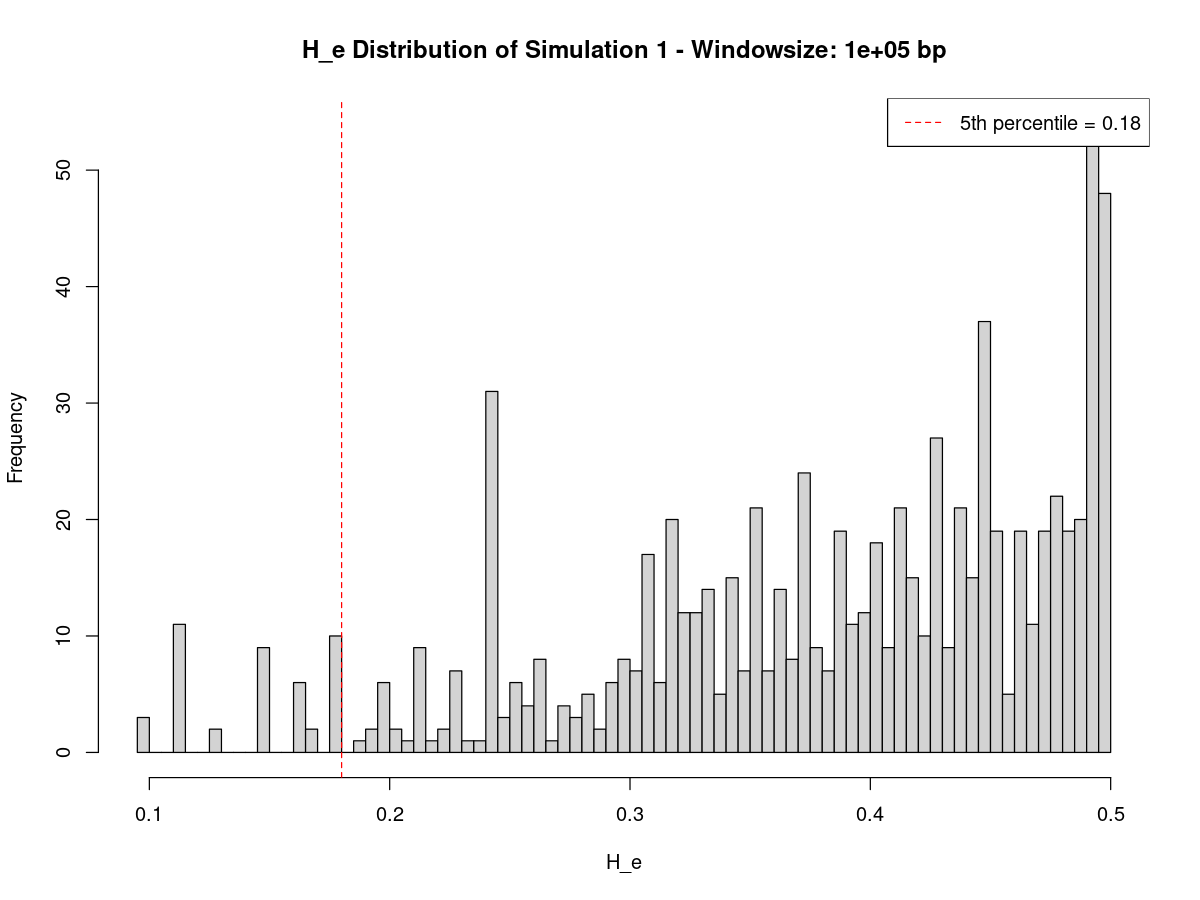 H_e Distribution of Simulation 1 - Windowsize: 1e+05 bp
5th percentile = 0.18
Frequency
50
40
30
20
10
0
0.1 0.2 0.3 0.4 0.5
H_e